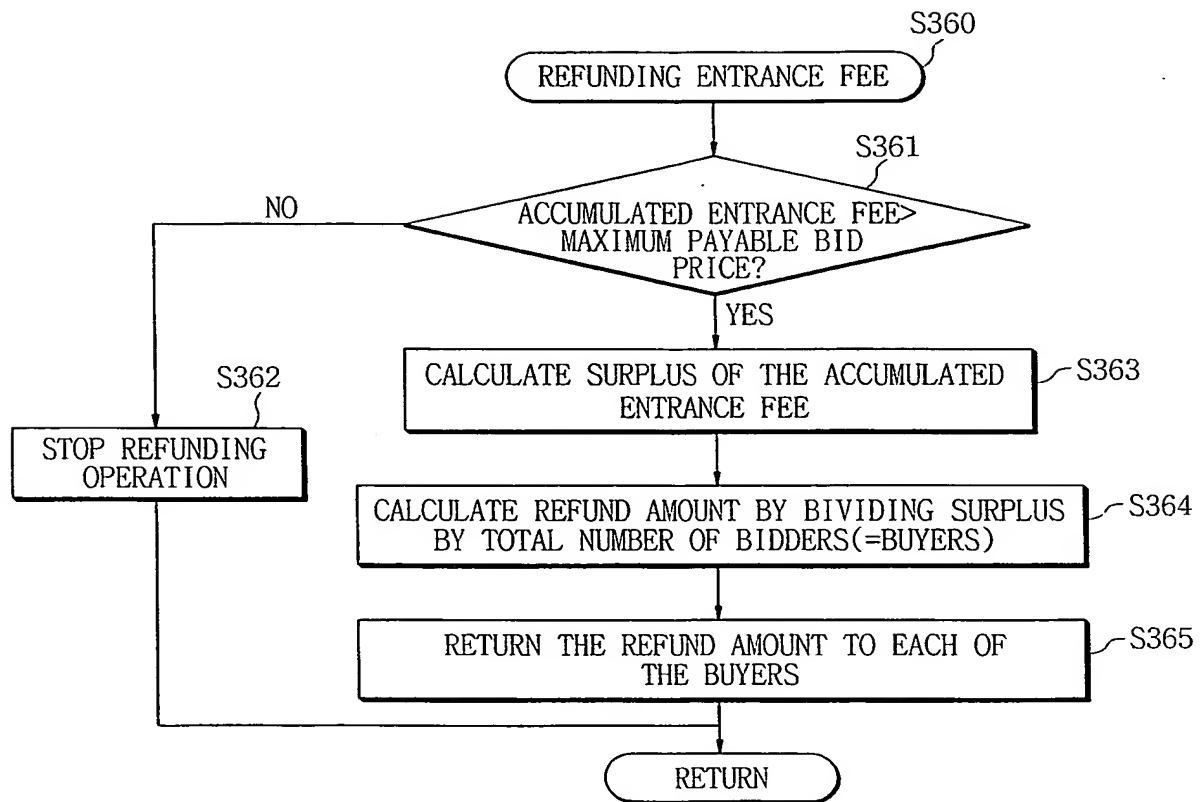 S360
REFUNDING ENTRANCE FEE
S361
ACCUMULATED ENTRANCE FEE>
MAXIMUM PAYABLE BID
PRICE?
NO
YES
S363
CALCULATE SURPLUS OF THE ACCUMULATED
ENTRANCE FEE
S362
STOP REFUNDING
OPERATION
S364
CALCULATE REFUND AMOUNT BY BIVIDING SURPLUS
BY TOTAL NUMBER OF BIDDERS(=BUYERS)
S365
RETURN THE REFUND AMOUNT TO EACH OF
THE BUYERS
RETURN